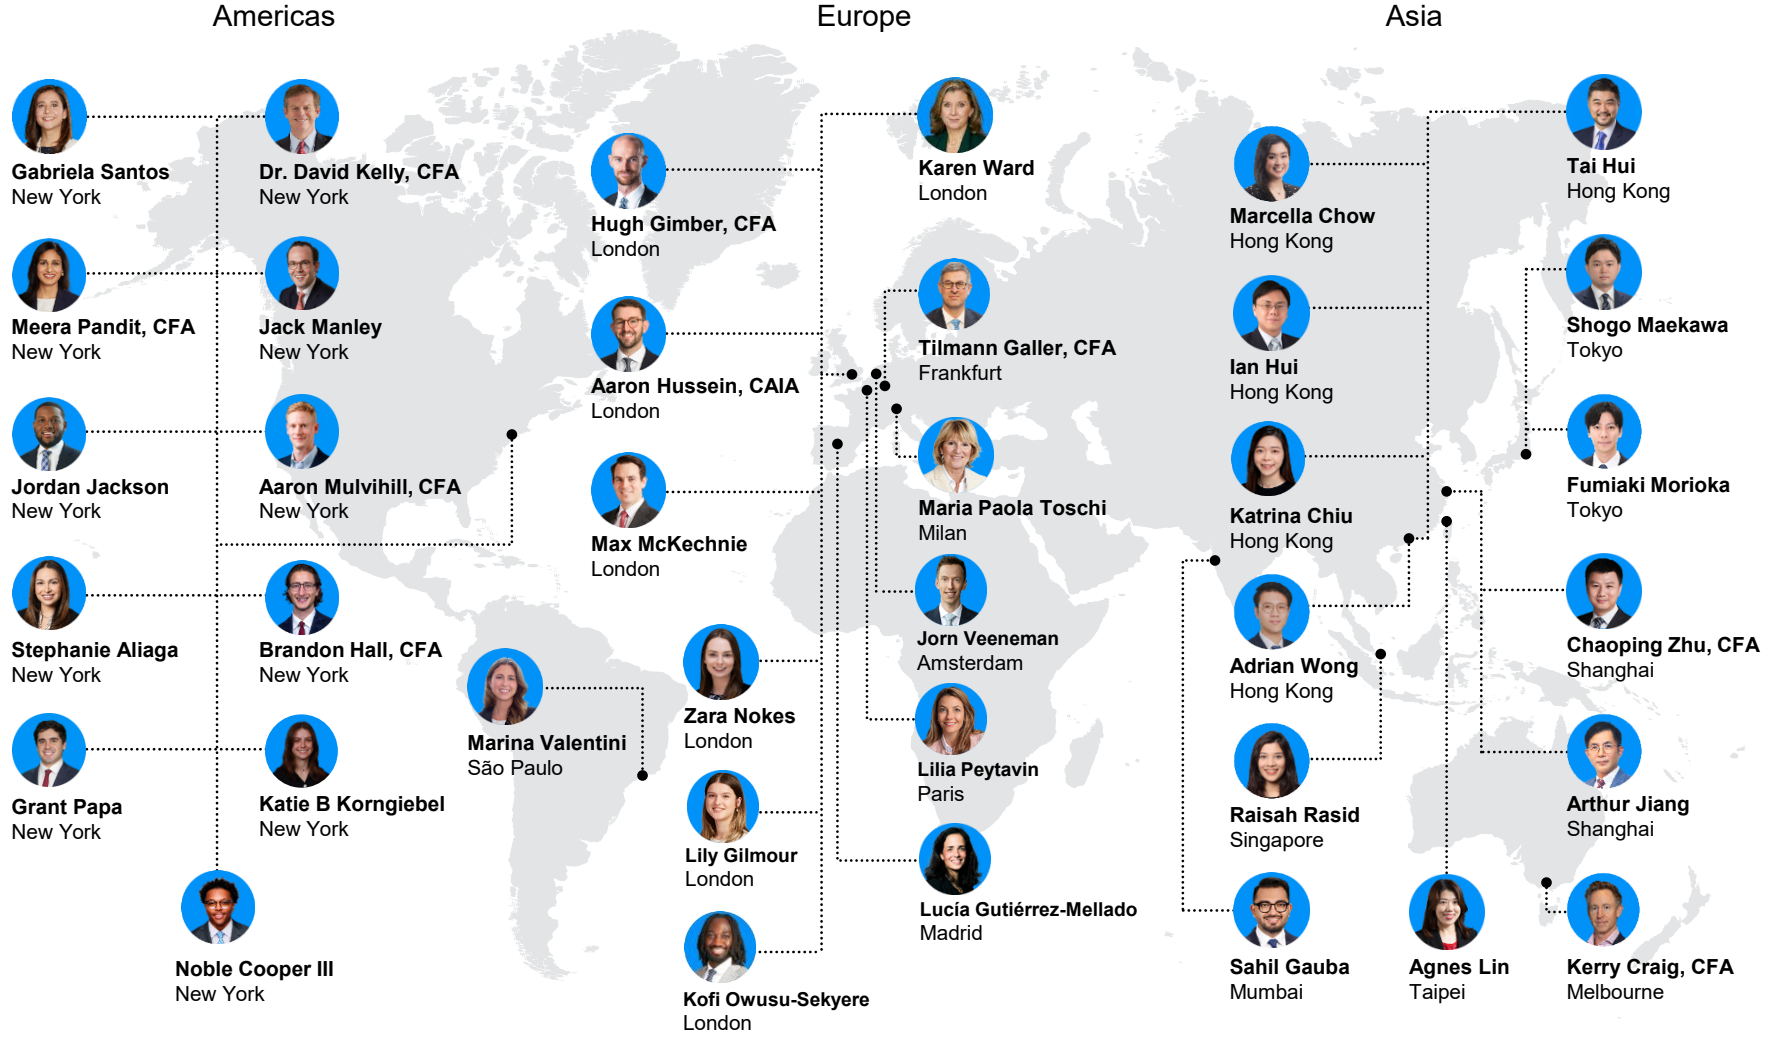 Americas
Europe
Asia
Gabriela Santos
New York
Dr. David Kelly, CFA
New York
Meera Pandit, CFA
New York
Jack Manley
New York
Jordan Jackson
New York
Aaron Mulvihill, CFA
New York
Stephanie Aliaga
New York
Brandon Hall, CFA
New York
Grant Papa
New York
Katie B Korngiebel
New York
Noble Cooper III
New York
Marina Valentini
São Paulo
Hugh Gimber, CFA
London
Aaron Hussein, CAIA
London
Max McKechnie
London
Zara Nokes
London
Lily Gilmour
London
Kofi Owusu-Sekyere
London
Karen Ward
London
Tilmann Galler, CFA
Frankfurt
Maria Paola Toschi
Milan
Jorn Veeneman
Amsterdam
Lilia Peytavin
Paris
Lucía Gutiérrez-Mellado
Madrid
Marcella Chow
Hong Kong
Ian Hui
Hong Kong
Katrina Chiu
Hong Kong
Adrian Wong
Hong Kong
Raisah Rasid
Singapore
Sahil Gauba
Mumbai
Agnes Lin
Taipei
Tai Hui
Hong Kong
Shogo Maekawa
Tokyo
Fumiaki Morioka
Tokyo
Chaoping Zhu, CFA
Shanghai
Arthur Jiang
Shanghai
Kerry Craig, CFA
Melbourne